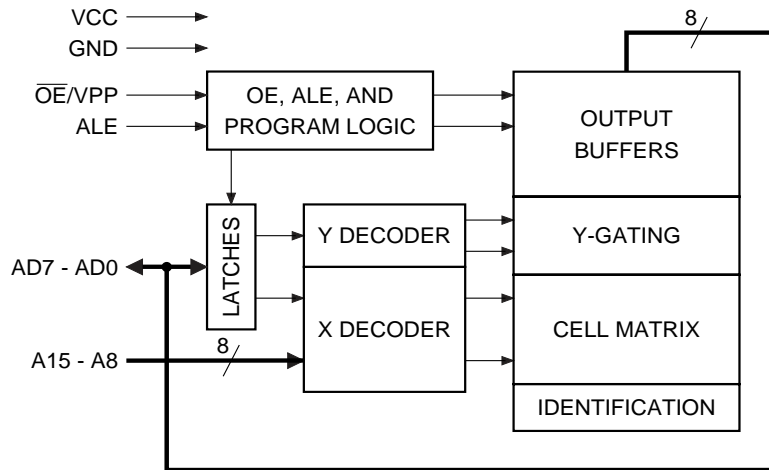 VCC
GND
OE/VPP
ALE
OE, ALE, AND
PROGRAM LOGIC
8
OUTPUT
BUFFERS
LATCHES
Y DECODER
Y-GATING
AD7 - AD0
X DECODER
CELL MATRIX
A15 - A8
8
IDENTIFICATION